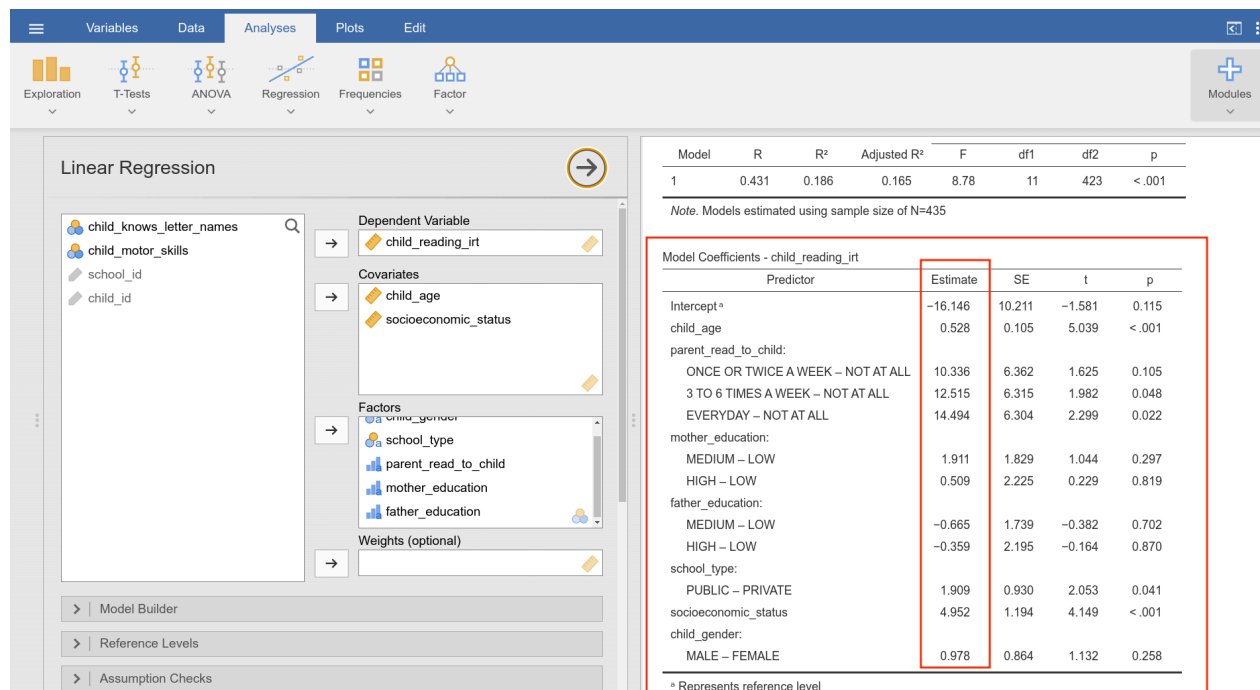 Variables Data Analyses Plots Edit
Exploration T-Tests ANOVA Regression Frequencies Factor Modules
Linear Regression
child_knows_letter_names
child_motor_skills
school_id
child_id
Dependent Variable
child_reading_irt
Covariates
child_age
socioeconomic_status
Factors
child_gender
school_type
parent_read_to_child
mother_education
father_education
Weights (optional)
Model Builder
Reference Levels
Assumption Checks
Model R R² Adjusted R² F df1 df2 p
1 0.431 0.186 0.165 8.78 11 423 < .001
Note. Models estimated using sample size of N=435
Model Coefficients - child_reading_irt
Predictor Estimate SE t p
Intercept ᵃ −16.146 10.211 −1.581 0.115
child_age 0.528 0.105 5.039 < .001
parent_read_to_child:
ONCE OR TWICE A WEEK – NOT AT ALL 10.336 6.362 1.625 0.105
3 TO 6 TIMES A WEEK – NOT AT ALL 12.515 6.315 1.982 0.048
EVERYDAY – NOT AT ALL 14.494 6.304 2.299 0.022
mother_education:
MEDIUM – LOW 1.911 1.829 1.044 0.297
HIGH – LOW 0.509 2.225 0.229 0.819
father_education:
MEDIUM – LOW −0.665 1.739 −0.382 0.702
HIGH – LOW −0.359 2.195 −0.164 0.870
school_type:
PUBLIC – PRIVATE 1.909 0.930 2.053 0.041
socioeconomic_status 4.952 1.194 4.149 < .001
child_gender:
MALE – FEMALE 0.978 0.864 1.132 0.258
ᵃ Represents reference level